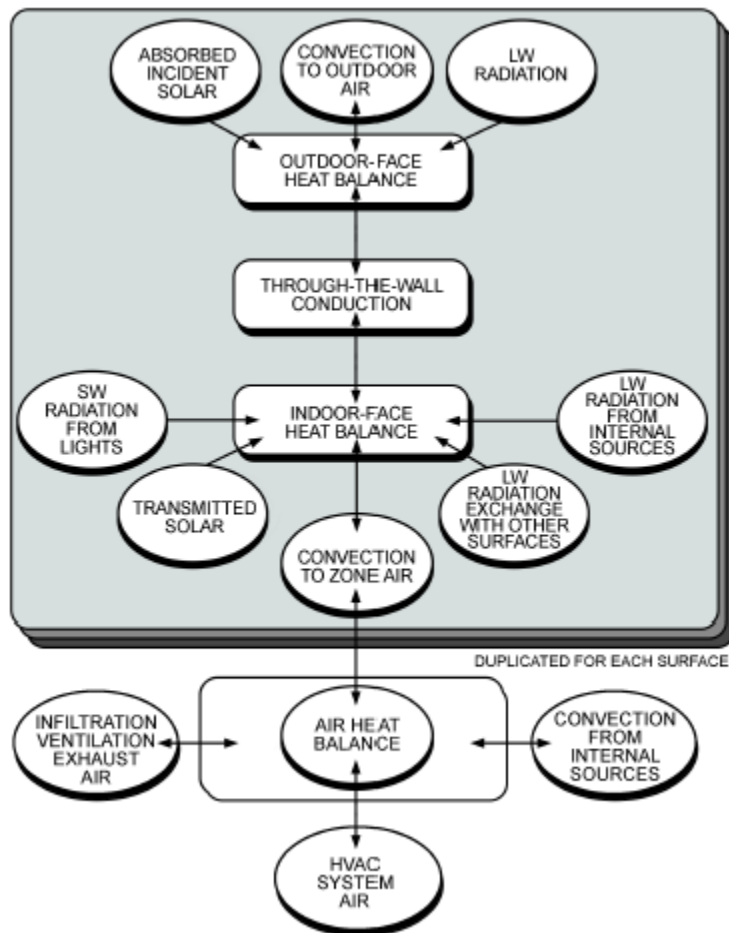 ABSORBED
INCIDENT
SOLAR
CONVECTION
TO OUTDOOR
AIR
LW
RADIATION
OUTDOOR-FACE
HEAT BALANCE
THROUGH-THE-WALL
CONDUCTION
SW
RADIATION
FROM
LIGHTS
INDOOR-FACE
HEAT BALANCE
LW
RADIATION
FROM
INTERNAL
SOURCES
TRANSMITTED
SOLAR
LW
RADIATION
EXCHANGE
WITH OTHER
SURFACES
CONVECTION
TO ZONE AIR
DUPLICATED FOR EACH SURFACE
INFILTRATION
VENTILATION
EXHAUST
AIR
AIR HEAT
BALANCE
CONVECTION
FROM
INTERNAL
SOURCES
HVAC
SYSTEM
AIR